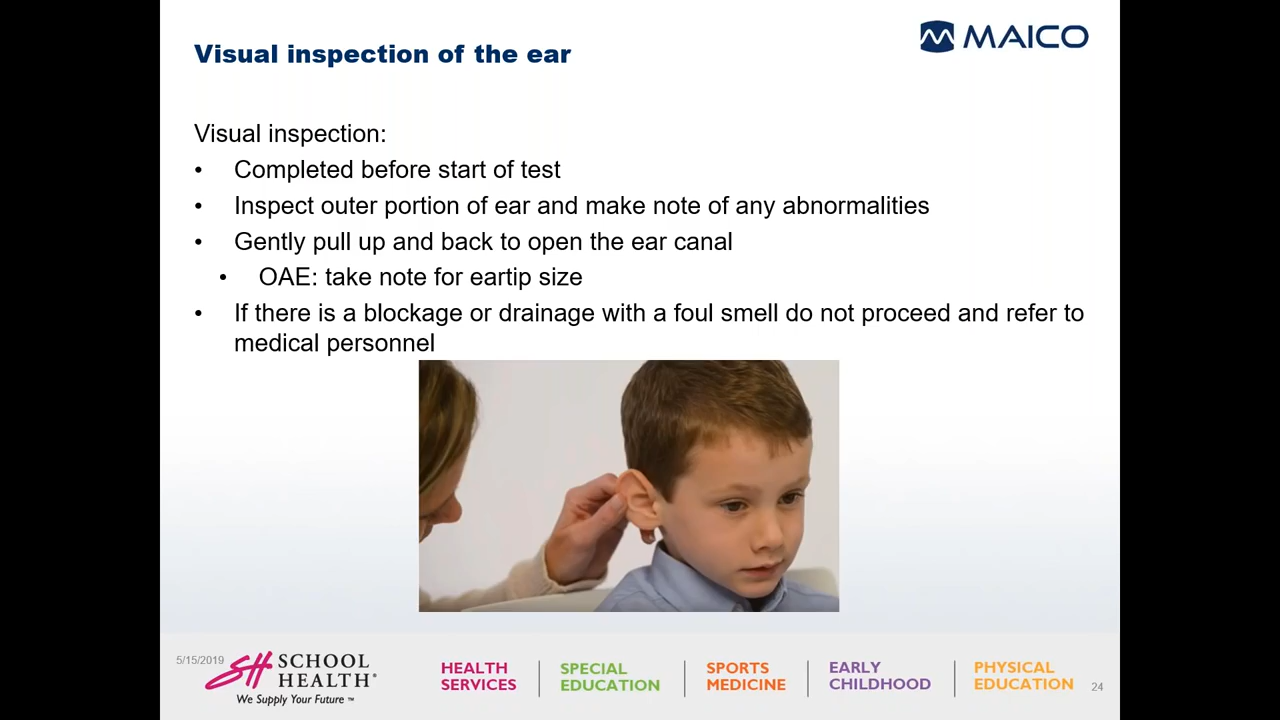 Visual inspection of the ear
MAICO
Visual inspection:
• Completed before start of test
• Inspect outer portion of ear and make note of any abnormalities
• Gently pull up and back to open the ear canal
• OAE: take note for eartip size
• If there is a blockage or drainage with a foul smell do not proceed and refer to
medical personnel
5/15/2019
SH SCHOOL
HEALTH®
We Supply Your Future ™
HEALTH
SERVICES
SPECIAL
EDUCATION
SPORTS
MEDICINE
EARLY
CHILDHOOD
PHYSICAL
EDUCATION
24